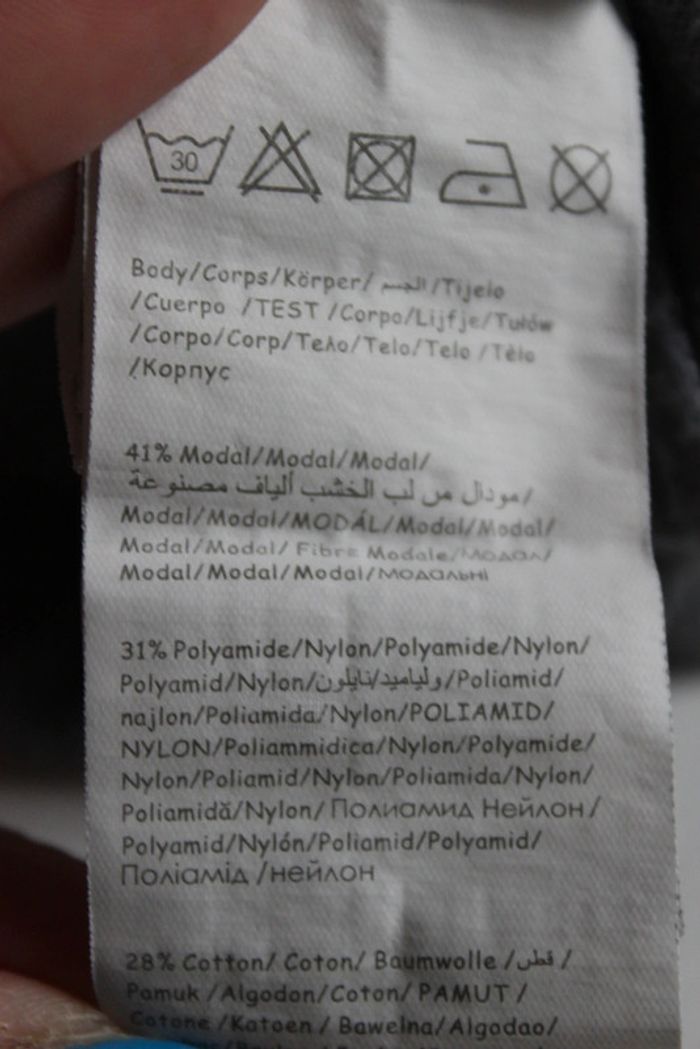 30
Body/Corps/Körper/ الجسم/Tijelo
/Cuerpo /TEST /Corpo/Lijfje/Tułów
/Corpo/Corp/Тело/Telo/Telo /Tělo
/Корпус
41% Modal/Modal/Modal/
مودال من لب الخشب ألياف مصنوعة/
Modal/Modal/MODÁL/Modal/Modal/
Modal/Modal/ Fibre Modale/Модал/
Modal/Modal/Modal/Модальні
31% Polyamide/Nylon/Polyamide/Nylon/
Polyamid/Nylon/ولياميد/نايلون/Poliamid/
najlon/Poliamida/Nylon/POLIAMID/
NYLON/Poliammidica/Nylon/Polyamide/
Nylon/Poliamid/Nylon/Poliamida/Nylon/
Poliamidă/Nylon/ Полиамид Нейлон/
Polyamid/Nylón/Poliamid/Polyamid/
Поліамід /нейлон
28% Cotton/ Coton/ Baumwolle /قطن /
Pamuk /Algodon/Coton/ PAMUT /
Cotone /Katoen / Bawełna/Algodao/